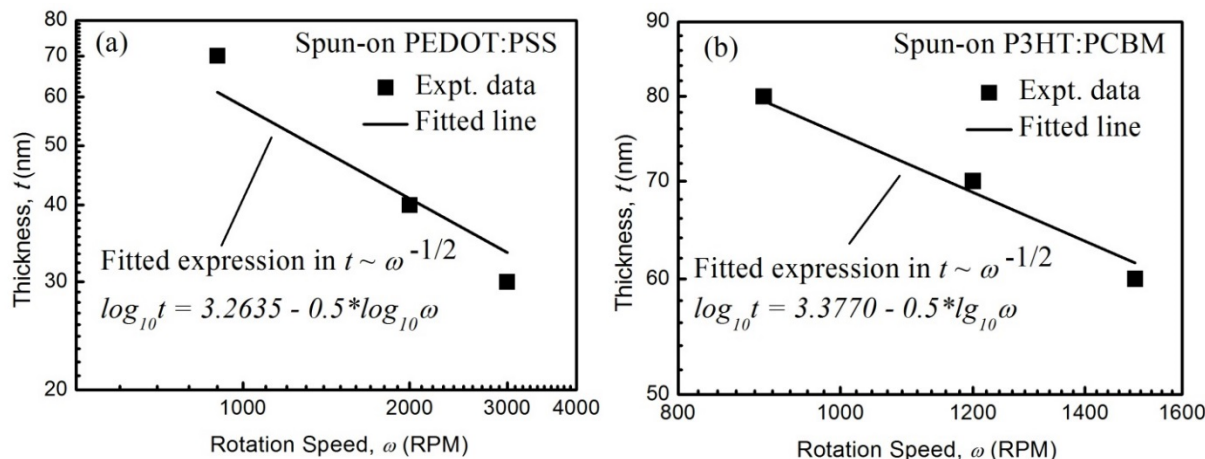 (a)
Spun-on PEDOT:PSS
Expt. data
Fitted line
Fitted expression in t ~ ω^-1/2
log10t = 3.2635 - 0.5*log10ω
80
70
60
50
40
30
20
1000
2000
3000
4000
Thickness, t (nm)
Rotation Speed, ω (RPM)
(b)
Spun-on P3HT:PCBM
Expt. data
Fitted line
Fitted expression in t ~ ω^-1/2
log10t = 3.3770 - 0.5*lg10ω
90
80
70
60
50
800
1000
1200
1400
1600
Thickness, t (nm)
Rotation Speed, ω (RPM)